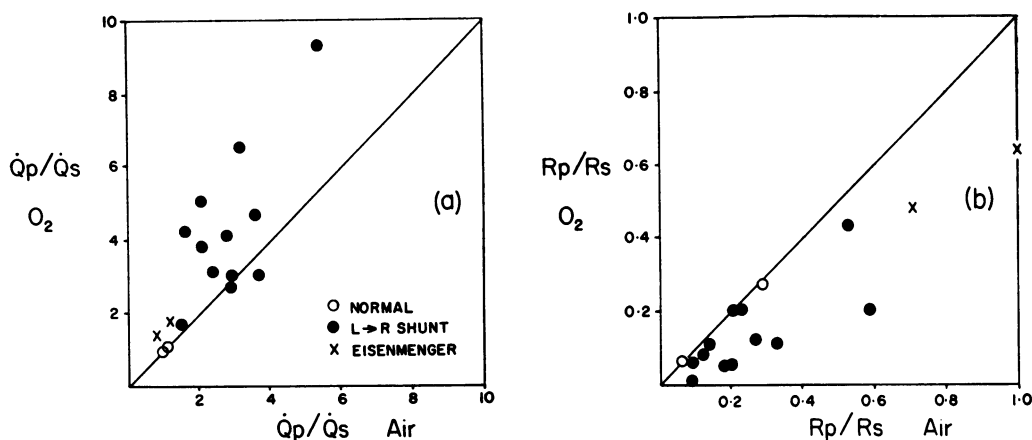 10
8
6
4
2
Q̇p/Q̇s
O₂
(a)
○ NORMAL
● L→R SHUNT
x EISENMENGER
2
4
6
8
10
Q̇p/Q̇s Air
1·0
0·8
0·6
0·4
0·2
Rp/Rs
O₂
(b)
0·2
0·4
0·6
0·8
1·0
Rp/Rs Air